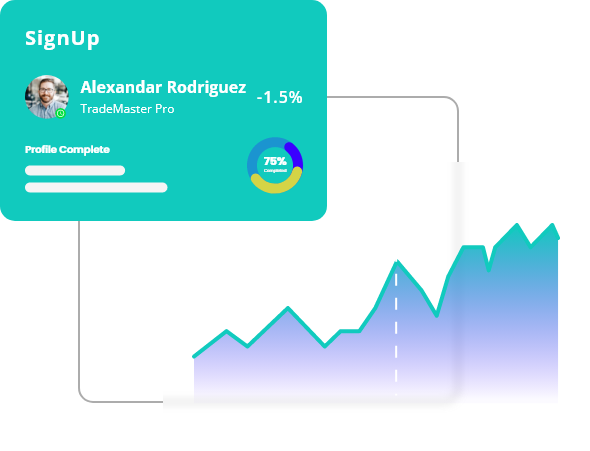 SignUp
Alexandar Rodriguez
-1.5%
TradeMaster Pro
Profile Complete
75%
Completed